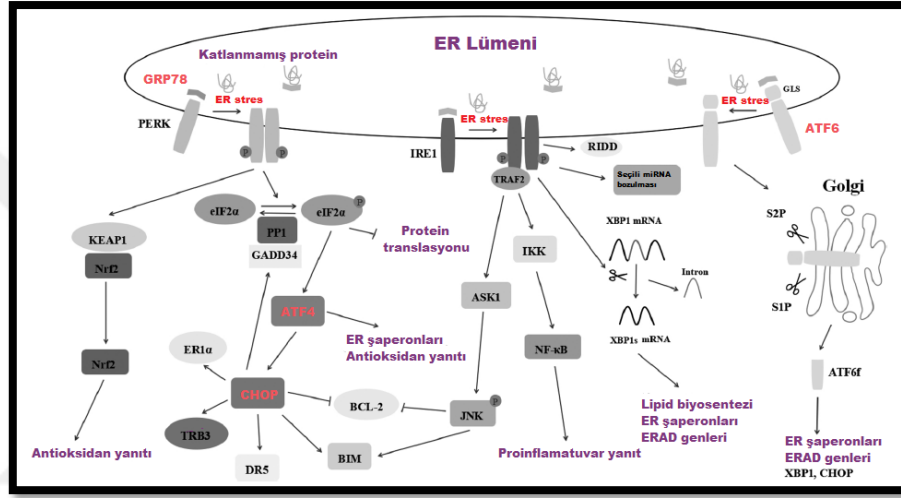 ER Lümeni
Katlanmamış protein
GRP78
ER stres
PERK
P
P
ER stres
IRE1
P
P
TRAF2
RIDD
Seçili miRNA
bozulması
ER stres
GLS
ATF6
Golgi
S2P
S1P
ATF6f
ER şaperonları
ERAD genleri
XBP1, CHOP
KEAP1
Nrf2
Nrf2
Antioksidan yanıtı
eIF2α
eIF2α
P
PP1
GADD34
Protein
translasyonu
ATF4
ER şaperonları
Antioksidan yanıtı
ER1α
CHOP
TRB3
DR5
BIM
BCL-2
ASK1
JNK
P
IKK
NF-κB
Proinflamatuvar yanıt
XBP1 mRNA
Intron
XBP1s mRNA
Lipid biyosentezi
ER şaperonları
ERAD genleri